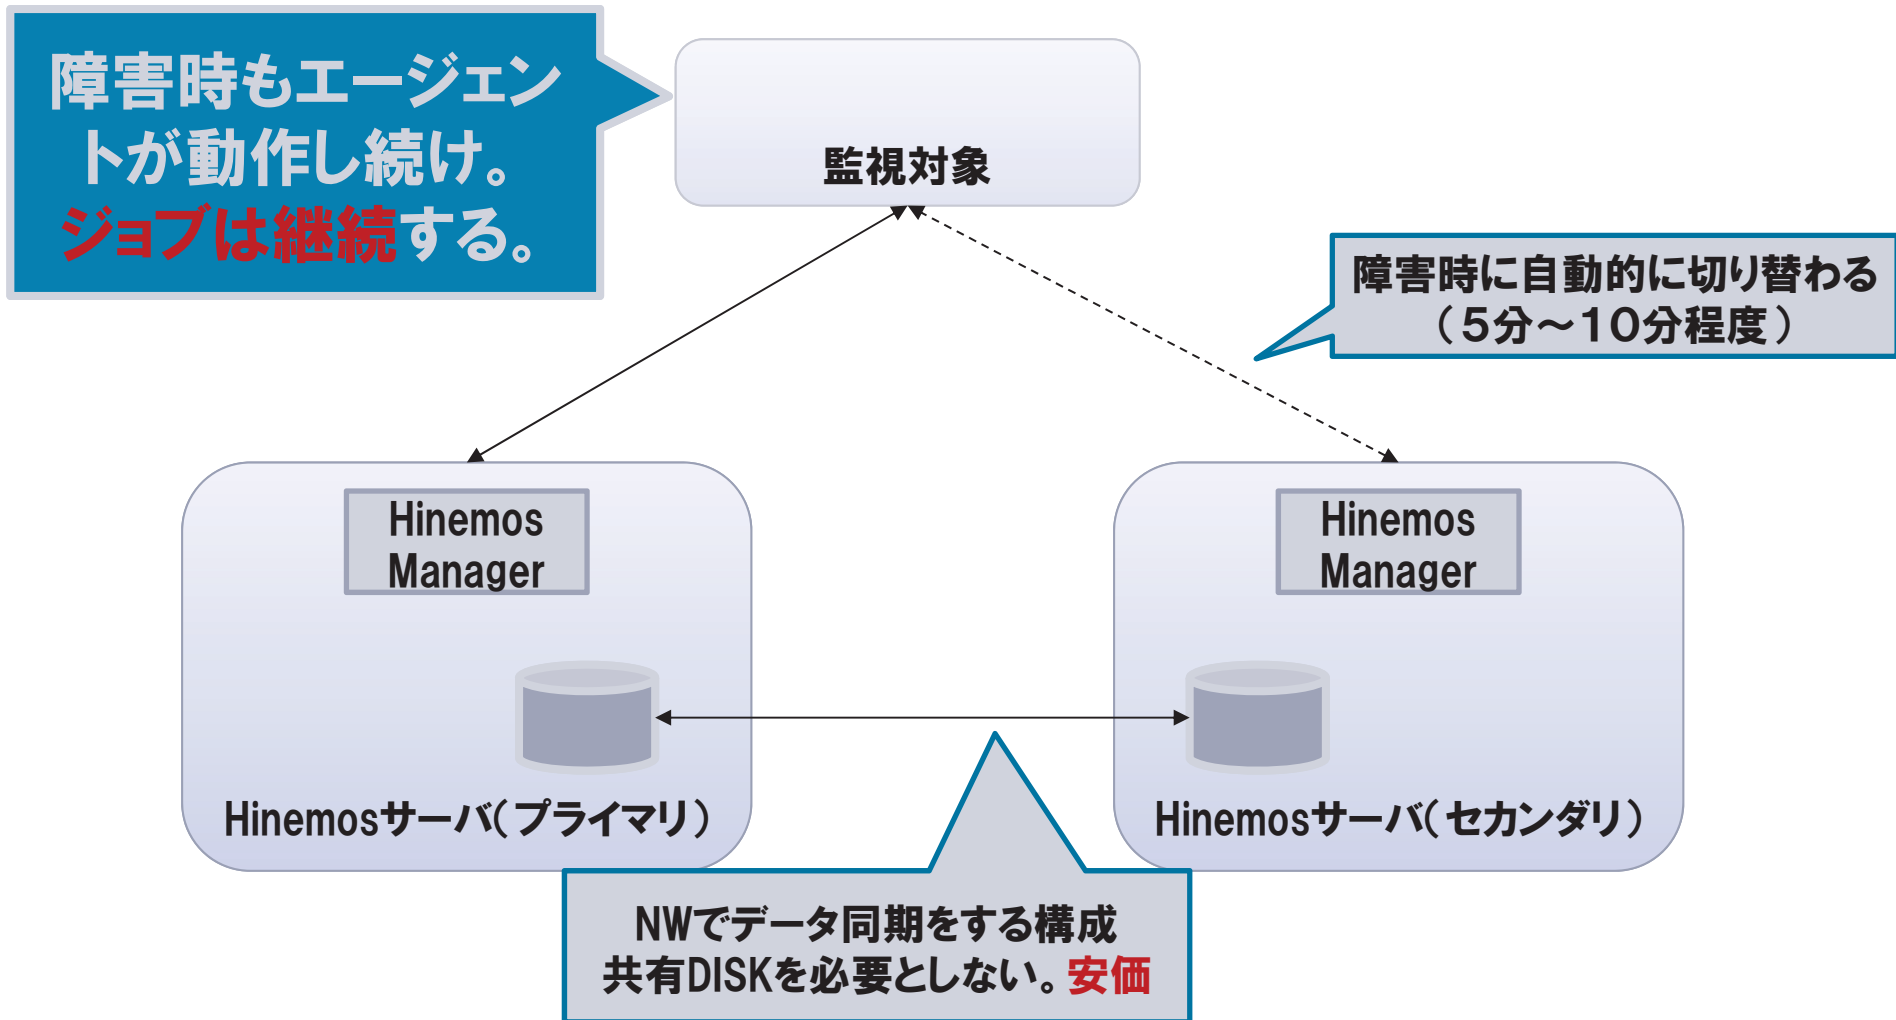 障害時もエージェン
トが動作し続け。
ジョブは継続する。
監視対象
障害時に自動的に切り替わる
（５分～１０分程度）
Hinemos
Manager
Hinemos
Manager
Hinemosサーバ（プライマリ）
Hinemosサーバ（セカンダリ）
NWでデータ同期をする構成
共有DISKを必要としない。安価